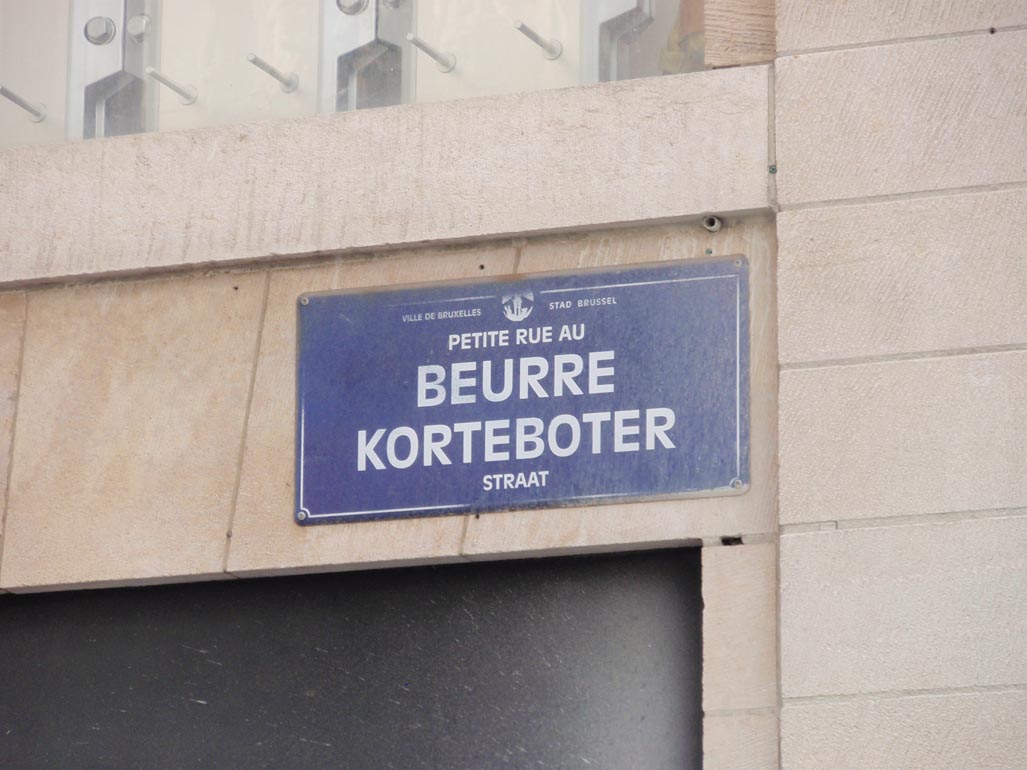 VILLE DE BRUXELLES STAD BRUSSEL
PETITE RUE AU
BEURRE
KORTEBOTER
STRAAT